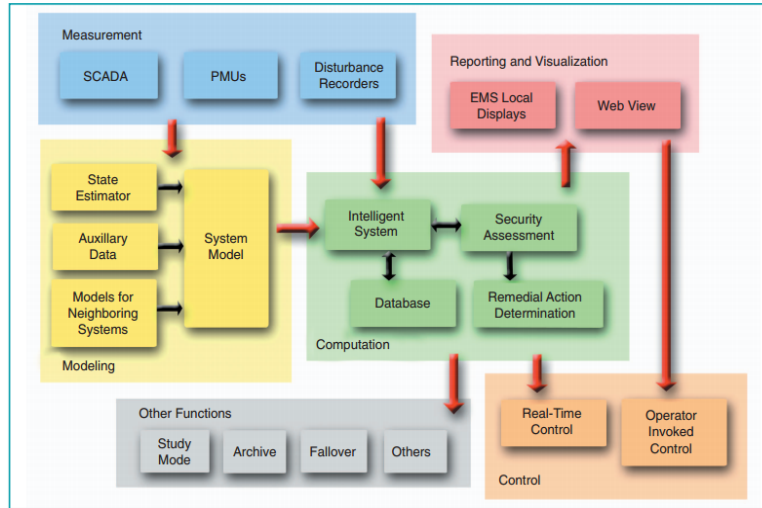 Measurement
SCADA
PMUs
Disturbance
Recorders
Reporting and Visualization
EMS Local
Displays
Web View
State
Estimator
Auxillary
Data
Models for
Neighboring
Systems
System
Model
Modeling
Intelligent
System
Security
Assessment
Database
Remedial Action
Determination
Computation
Other Functions
Study
Mode
Archive
Fallover
Others
Real-Time
Control
Operator
Invoked
Control
Control